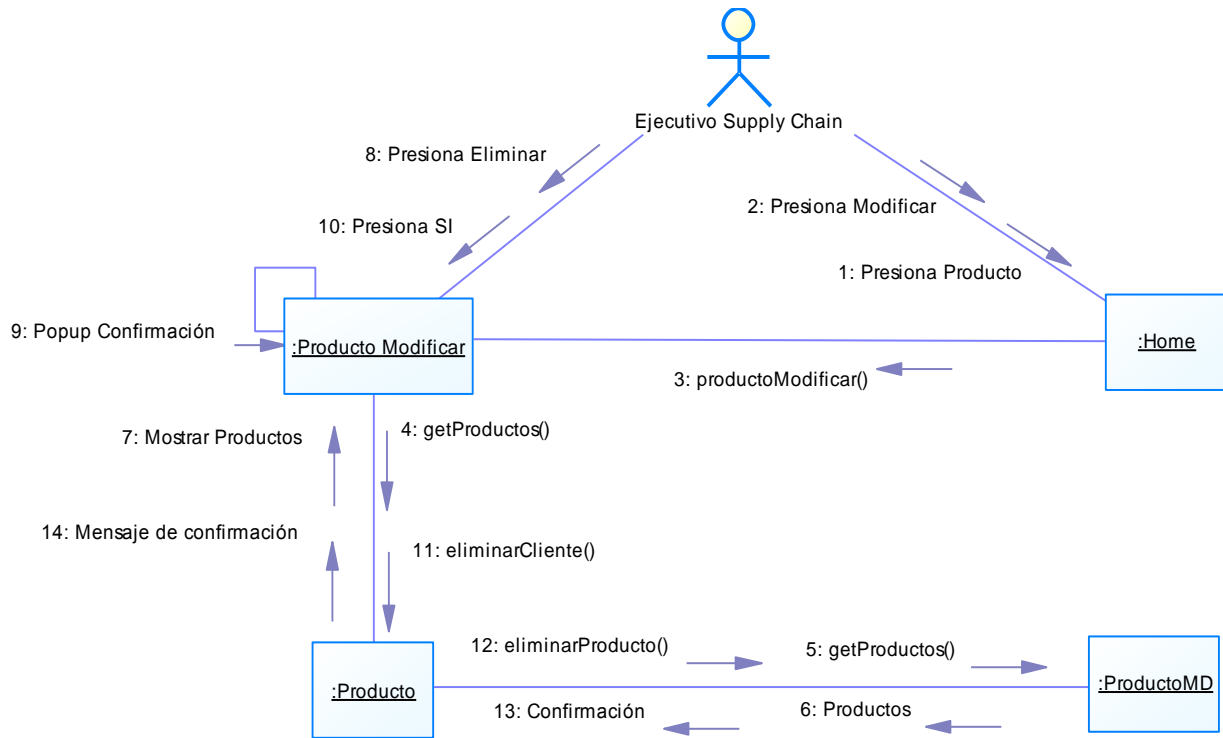 Ejecutivo Supply Chain
8: Presiona Eliminar
2: Presiona Modificar
10: Presiona SI
1: Presiona Producto
9: Popup Confirmación
:Producto Modificar
:Home
3: productoModificar()
7: Mostrar Productos
4: getProductos()
14: Mensaje de confirmación
11: eliminarCliente()
12: eliminarProducto()
5: getProductos()
:Producto
:ProductoMD
13: Confirmación
6: Productos